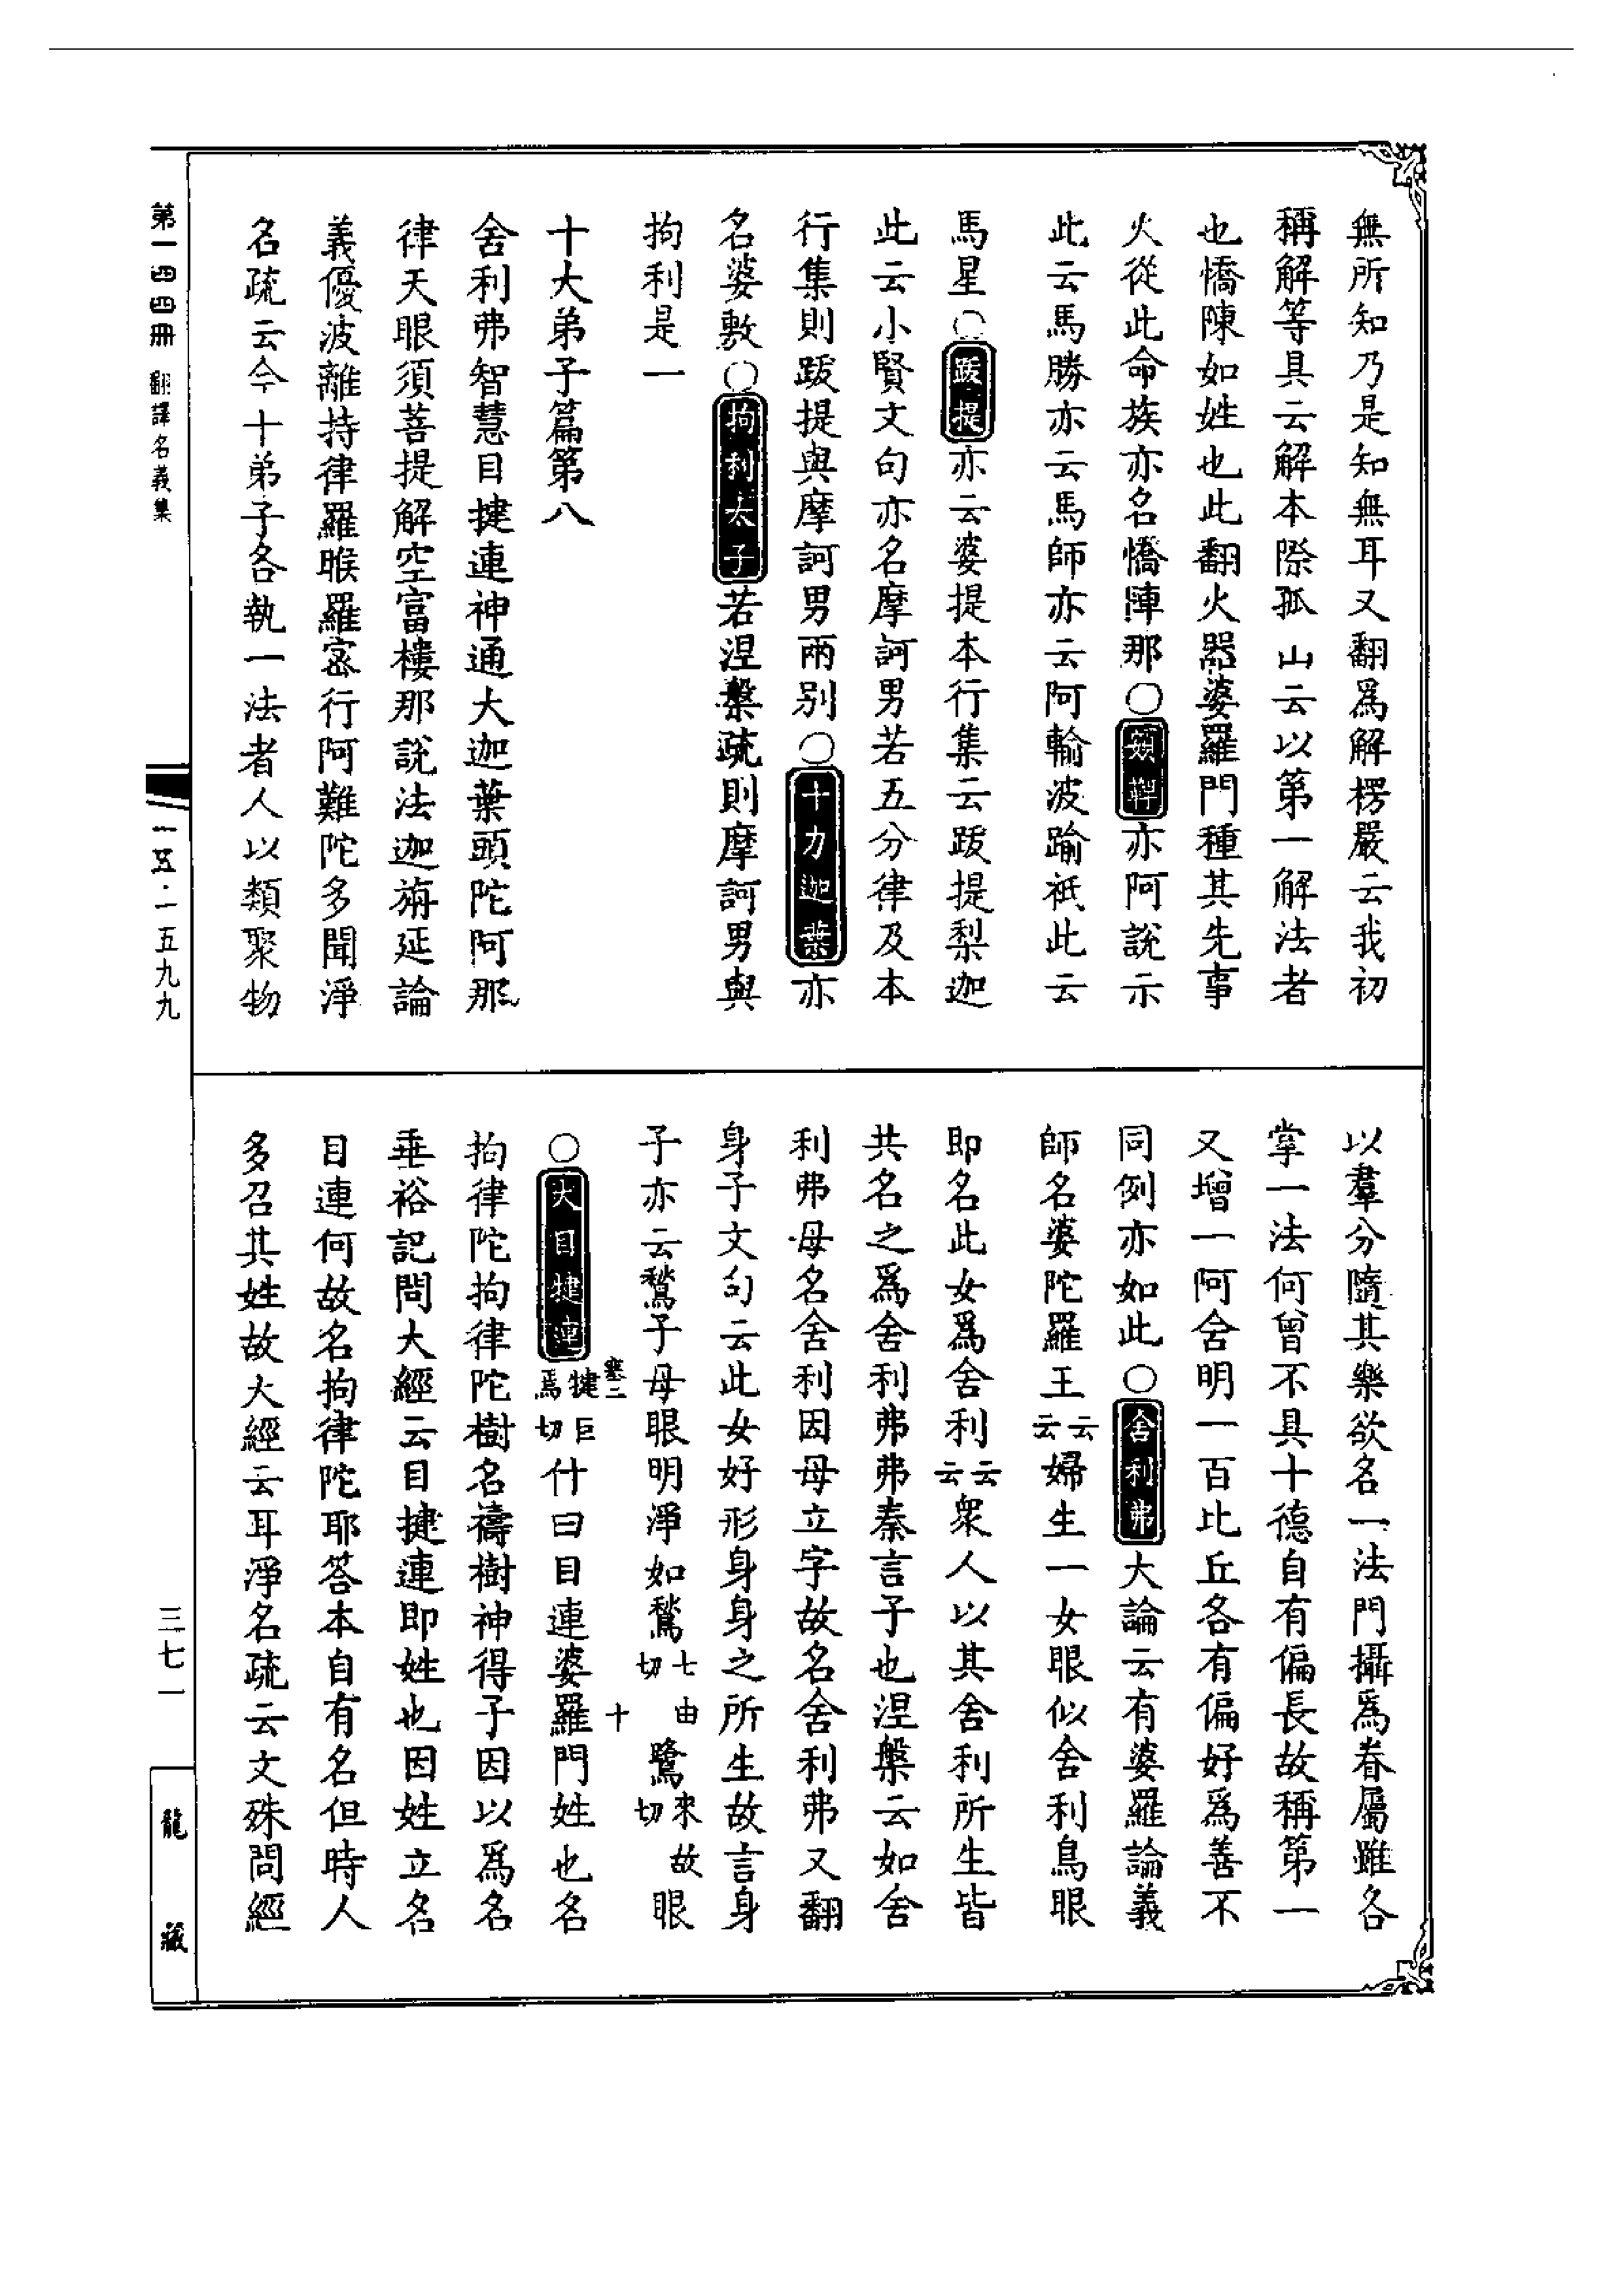 無所知乃是知無耳又翻爲解楞嚴云我初
稱解等具云解本際孤山云以第一解法者
也憍陳如姓也此翻火器婆羅門種其先事
火從此命族亦名憍陣那〇頞鞞亦阿說示
此云馬勝亦云馬師亦云阿輸波踰祇此云
馬星〇跋提亦云婆提本行集云跋提梨迦
此云小賢文句亦名摩訶男若五分律及本
行集則跋提與摩訶男兩別〇十力迦葉亦
名婆敷〇拘利太子若涅槃疏則摩訶男與
拘利是一
十大弟子篇第八
舍利弗智慧目揵連神通大迦葉頭陀阿那
律天眼須菩提解空富樓那說法迦旃延論
義優波離持律羅睺羅密行阿難陀多聞淨
名疏云今十弟子各執一法者人以類聚物
以羣分隨其樂欲名一法門攝爲眷屬雖各
掌一法何曾不具十德自有偏長故稱第一
又增一阿含明一百比丘各有偏好爲善不
同例亦如此〇舍利弗大論云有婆羅論義
師名婆陀羅王云云婦生一女眼似舍利鳥眼
即名此女爲舍利云云衆人以其舍利所生皆
共名之爲舍利弗弗秦言子也涅槃云如舍
利弗母名舍利因母立字故名舍利弗又翻
身子文句云此女好形身身之所生故言身
子亦云鶖子母眼明淨如鶖七由切鷺來故切眼
〇大目揵連揵巨焉切什曰目連婆羅門姓也名
拘律陀拘律陀樹名禱樹神得子因以爲名
垂裕記問大經云目揵連即姓也因姓立名
目連何故名拘律陀耶答本自有名但時人
多召其姓故大經云耳淨名疏云文殊問經
第一四四冊 翻譯名義集
一一五·一五九九
三七一
龍藏